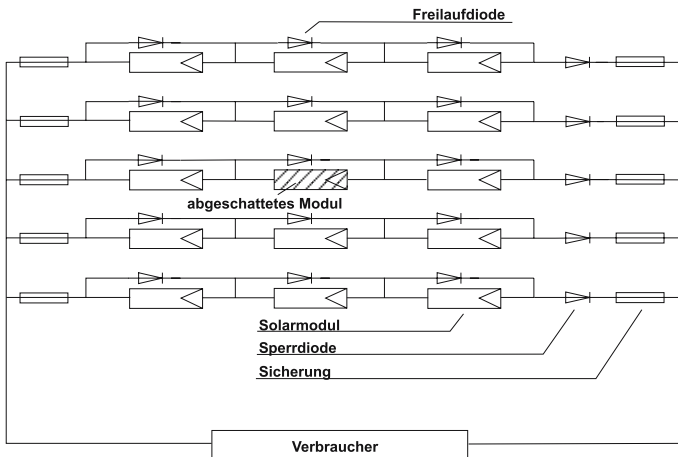 Freilaufdiode
abgeschattetes Modul
Solarmodul
Sperrdiode
Sicherung
Verbraucher